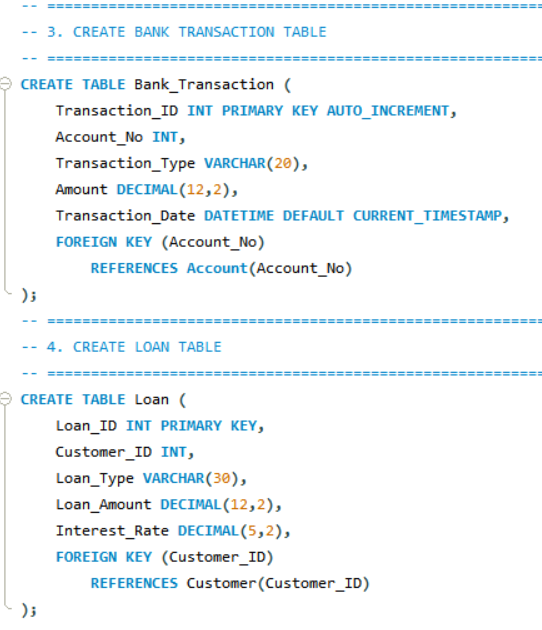 -- =========================================================
-- 3. CREATE BANK TRANSACTION TABLE
-- =========================================================
CREATE TABLE Bank_Transaction (
    Transaction_ID INT PRIMARY KEY AUTO_INCREMENT,
    Account_No INT,
    Transaction_Type VARCHAR(20),
    Amount DECIMAL(12,2),
    Transaction_Date DATETIME DEFAULT CURRENT_TIMESTAMP,
    FOREIGN KEY (Account_No)
        REFERENCES Account(Account_No)
);
-- =========================================================
-- 4. CREATE LOAN TABLE
-- =========================================================
CREATE TABLE Loan (
    Loan_ID INT PRIMARY KEY,
    Customer_ID INT,
    Loan_Type VARCHAR(30),
    Loan_Amount DECIMAL(12,2),
    Interest_Rate DECIMAL(5,2),
    FOREIGN KEY (Customer_ID)
        REFERENCES Customer(Customer_ID)
);